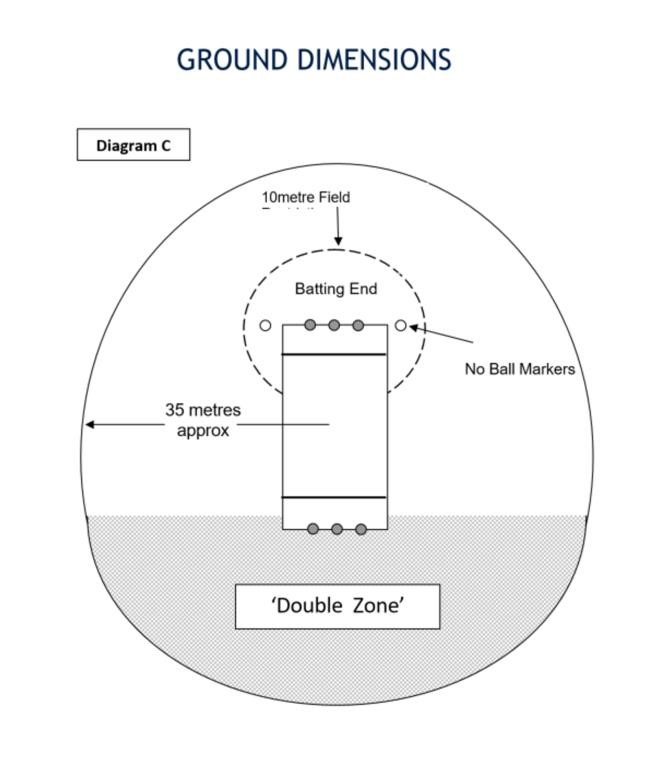 GROUND DIMENSIONS
Diagram C
10metre Field
Batting End
No Ball Markers
35 metres
approx
‘Double Zone’